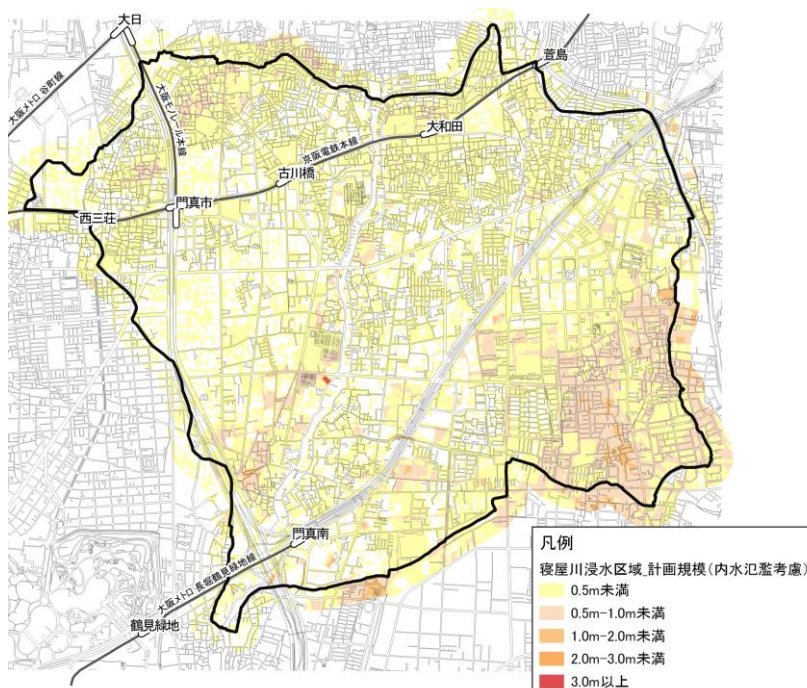 大日
萱島
大阪メトロ 谷町線
大阪モノレール本線
大和田
京阪電鉄本線
古川橋
門真市
西三荘
門真南
大阪メトロ 長堀鶴見緑地線
鶴見緑地
凡例
寝屋川浸水区域_計画規模(内水氾濫考慮)
0.5m未満
0.5m-1.0m未満
1.0m-2.0m未満
2.0m-3.0m未満
3.0m以上